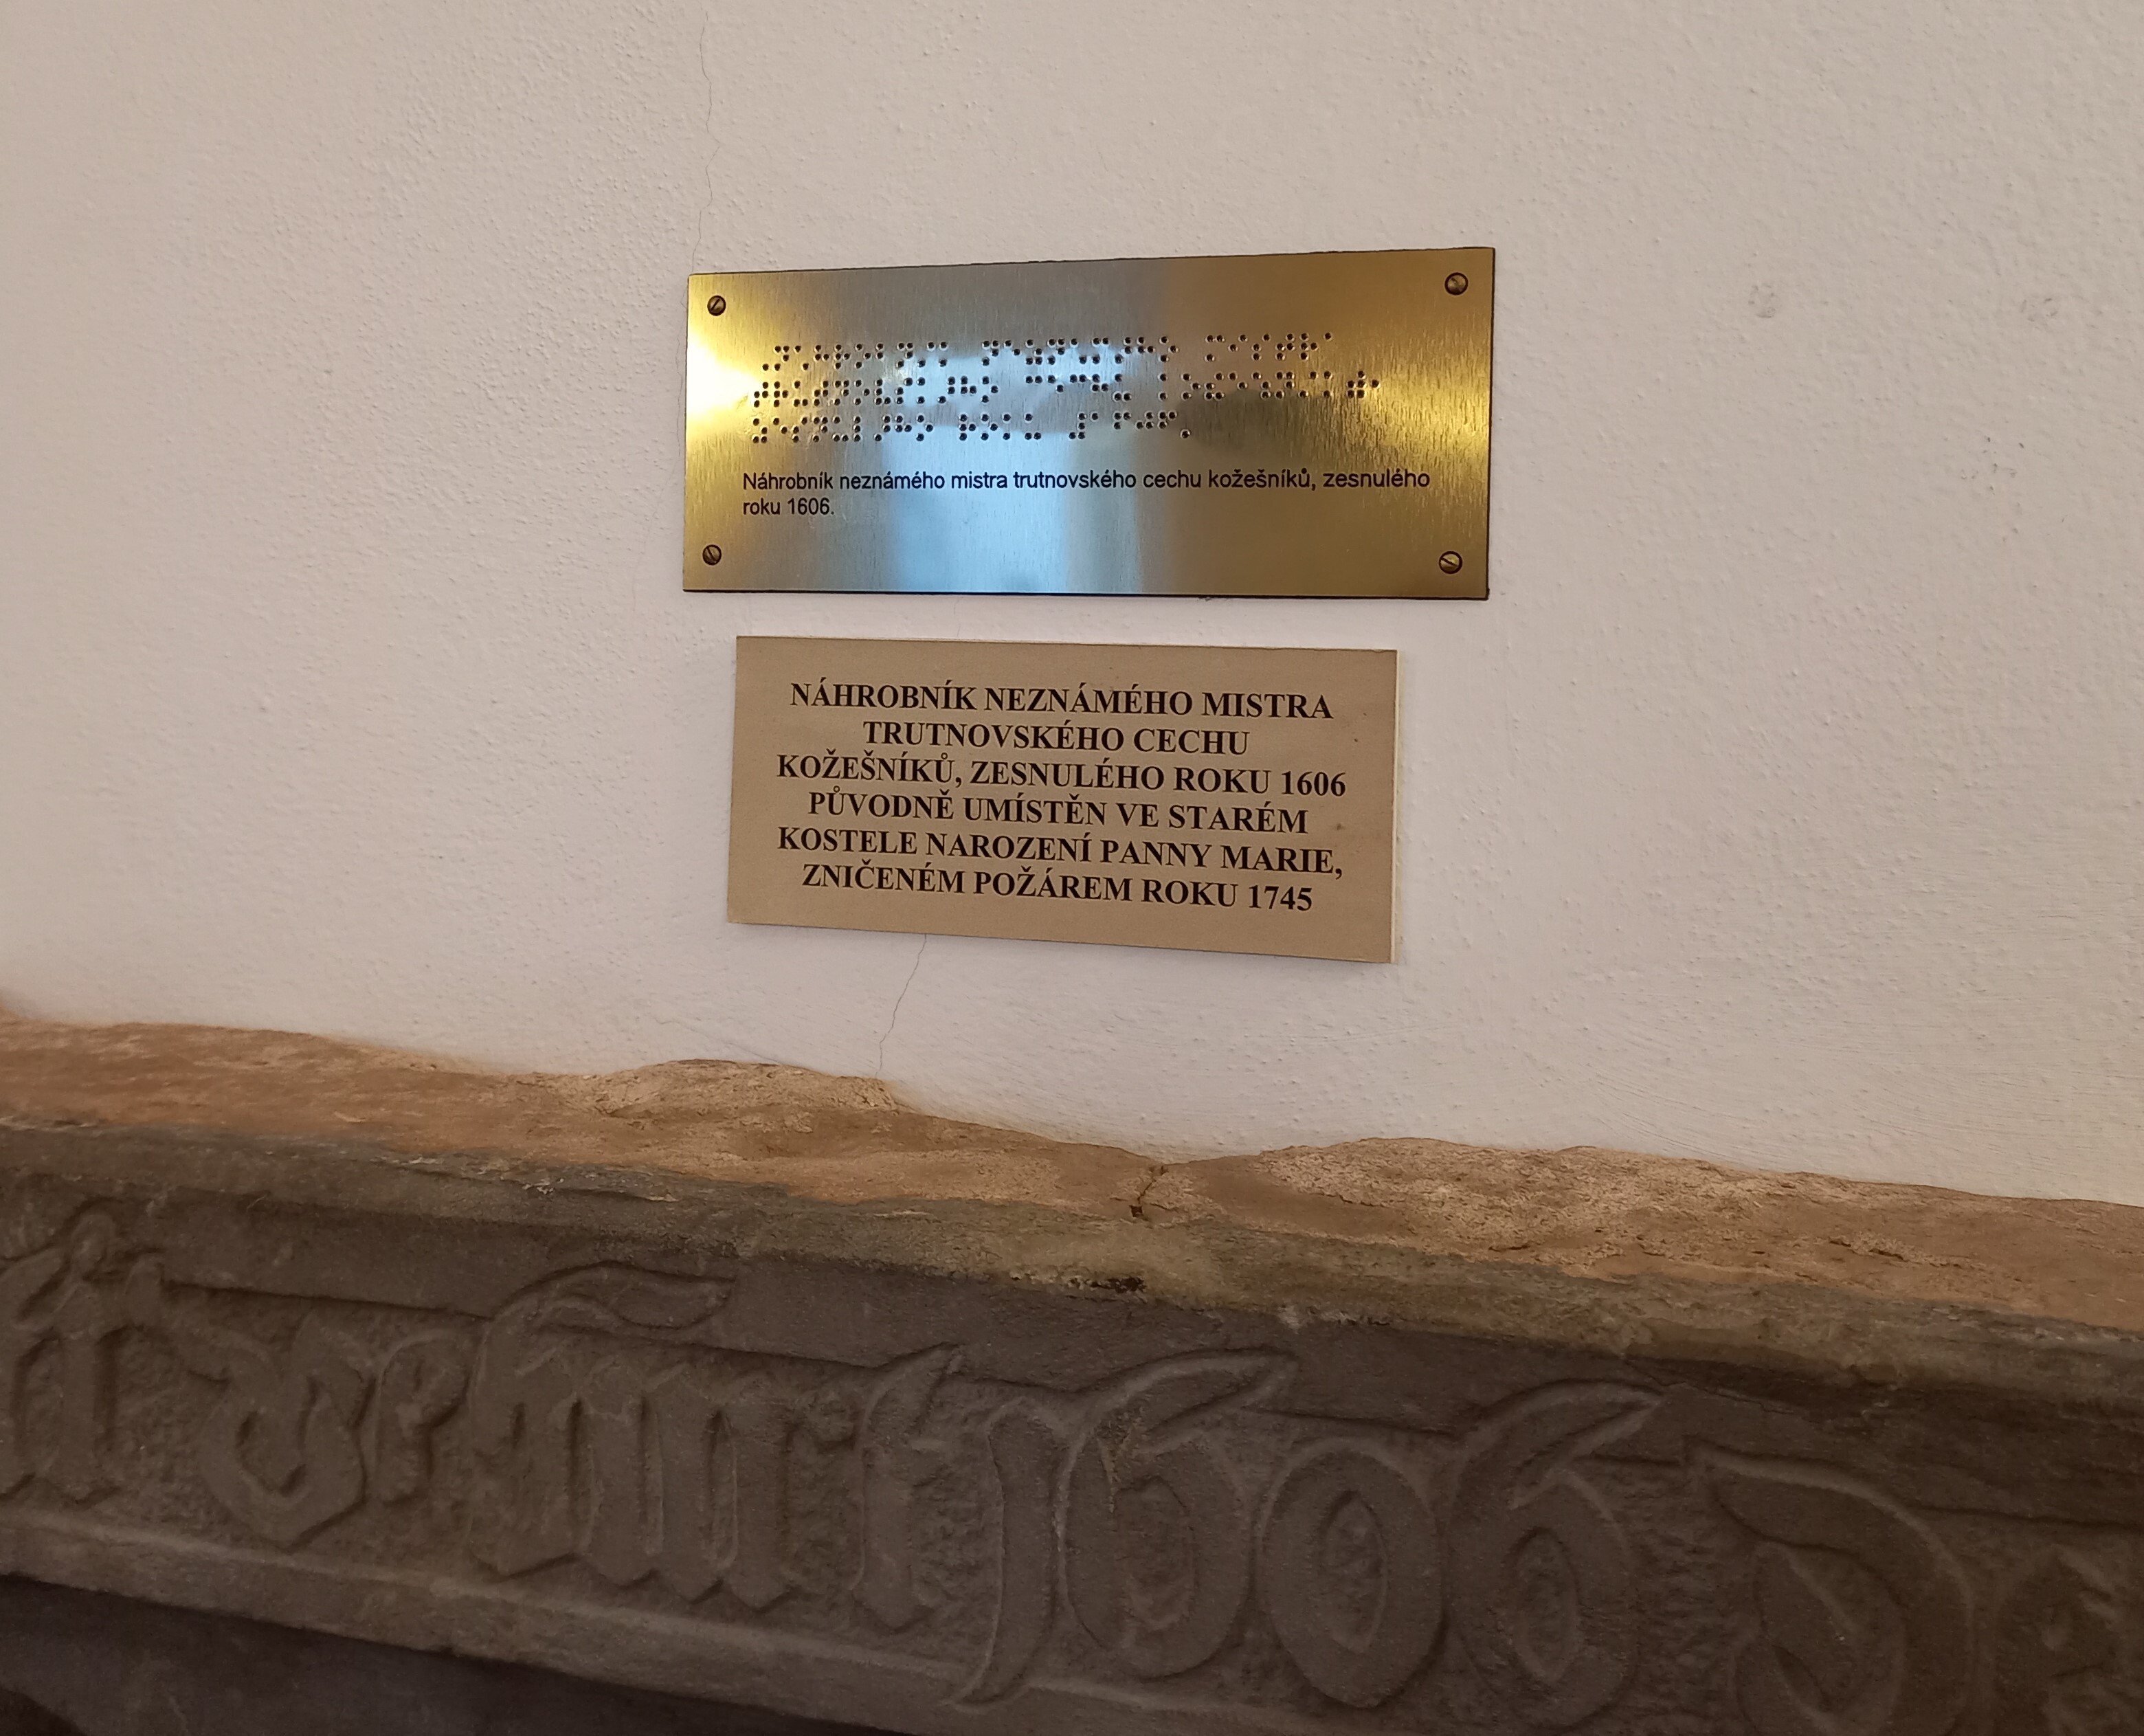 Náhrobník neznámého mistra trutnovského cechu kožešníků, zesnulého
roku 1606.
NÁHROBNÍK NEZNÁMÉHO MISTRA
TRUTNOVSKÉHO CECHU
KOŽEŠNÍKŮ, ZESNULÉHO ROKU 1606
PŮVODNĚ UMÍSTĚN VE STARÉM
KOSTELE NAROZENÍ PANNY MARIE,
ZNIČENÉM POŽÁREM ROKU 1745
1606